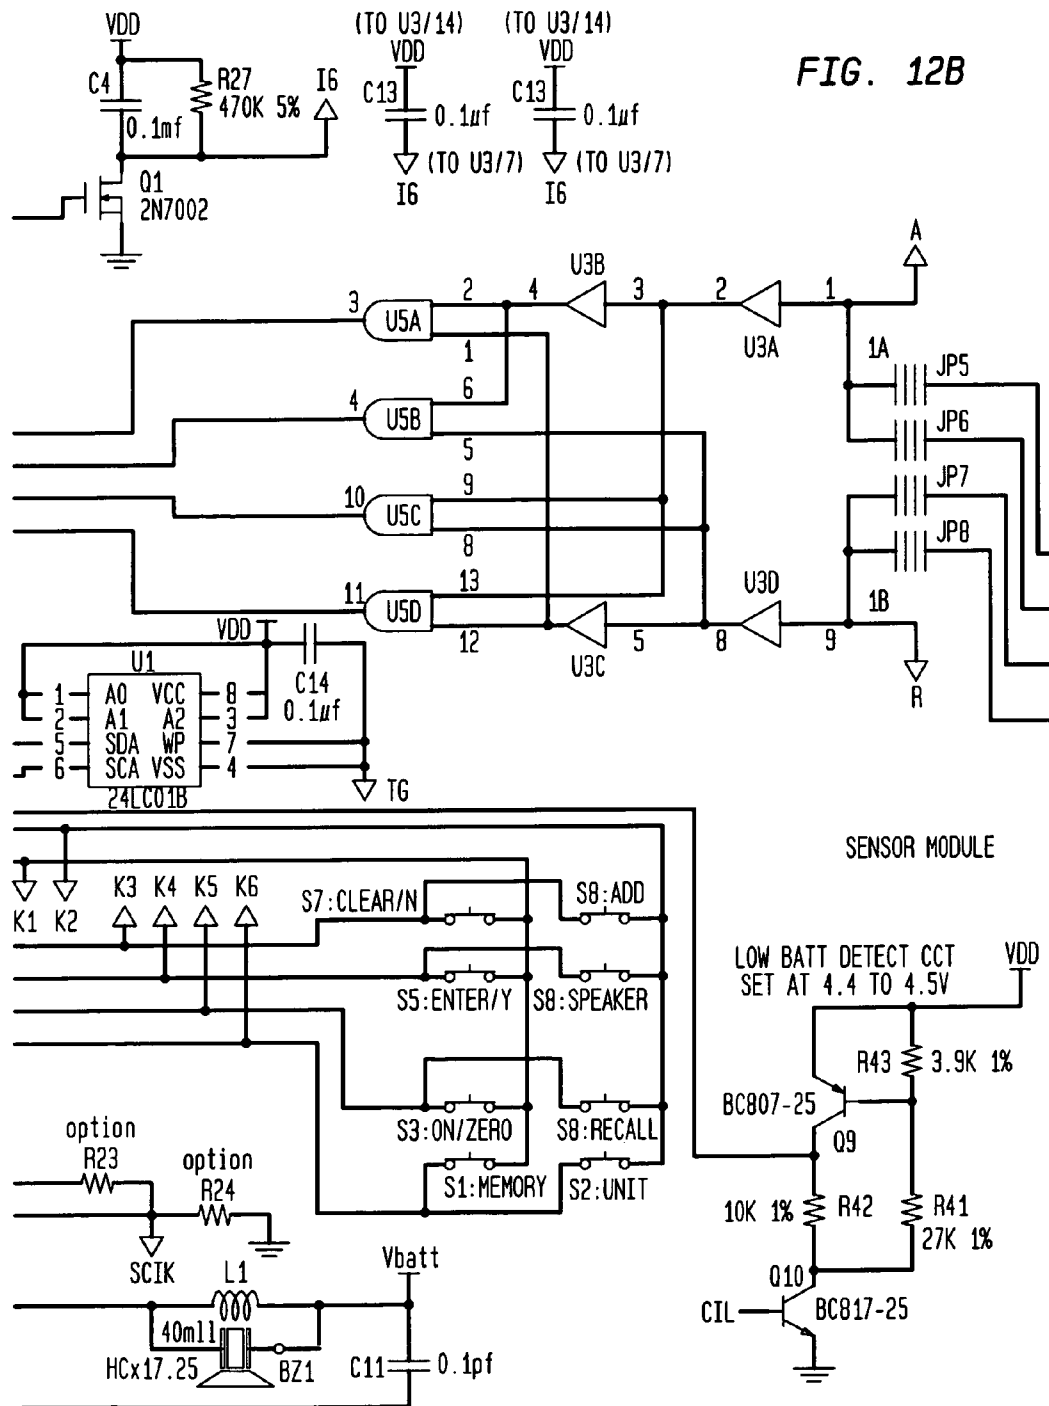 FIG. 12B
VDD
C4
0.1mf
R27
470K 5%
I6
Q1
2N7002
(TO U3/14)
VDD
C13
0.1µf
(TO U3/7)
I6
(TO U3/14)
VDD
C13
0.1µf
(TO U3/7)
I6
3
U5A
2
1
4
U3B
3
2
U3A
1
A
4
U5B
6
5
1A
JP5
JP6
10
U5C
9
8
JP7
JP8
11
U5D
13
12
U3C
5
8
U3D
9
1B
R
VDD
C14
0.1µf
U1
1 A0 VCC 8
2 A1 A2 3
5 SDA WP 7
6 SCA VSS 4
24LC01B
TG
K1
K2
K3
K4
K5
K6
S7:CLEAR/N
S8:ADD
S5:ENTER/Y
S8:SPEAKER
S3:ON/ZERO
S8:RECALL
S1:MEMORY
S2:UNIT
SENSOR MODULE
LOW BATT DETECT CCT
SET AT 4.4 TO 4.5V
VDD
R43
3.9K 1%
BC807-25
Q9
10K 1%
R42
R41
27K 1%
Q10
CIL
BC817-25
option
R23
option
R24
SCIK
L1
40mll
HCx17.25
BZ1
Vbatt
C11
0.1pf